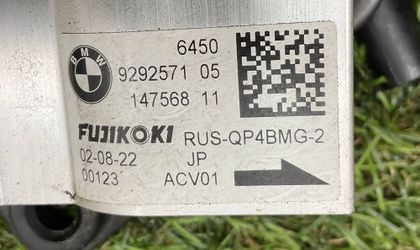 BMW
6450
9292571 05
147568 11
FUJIKOKI RUS-QP4BMG-2
02-08-22 JP
00123 ACV01